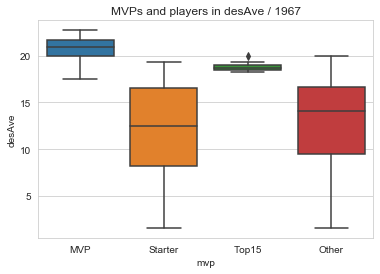 MVPs and players in desAve / 1967
20
15
10
5
desAve
MVP Starter Top15 Other
mvp